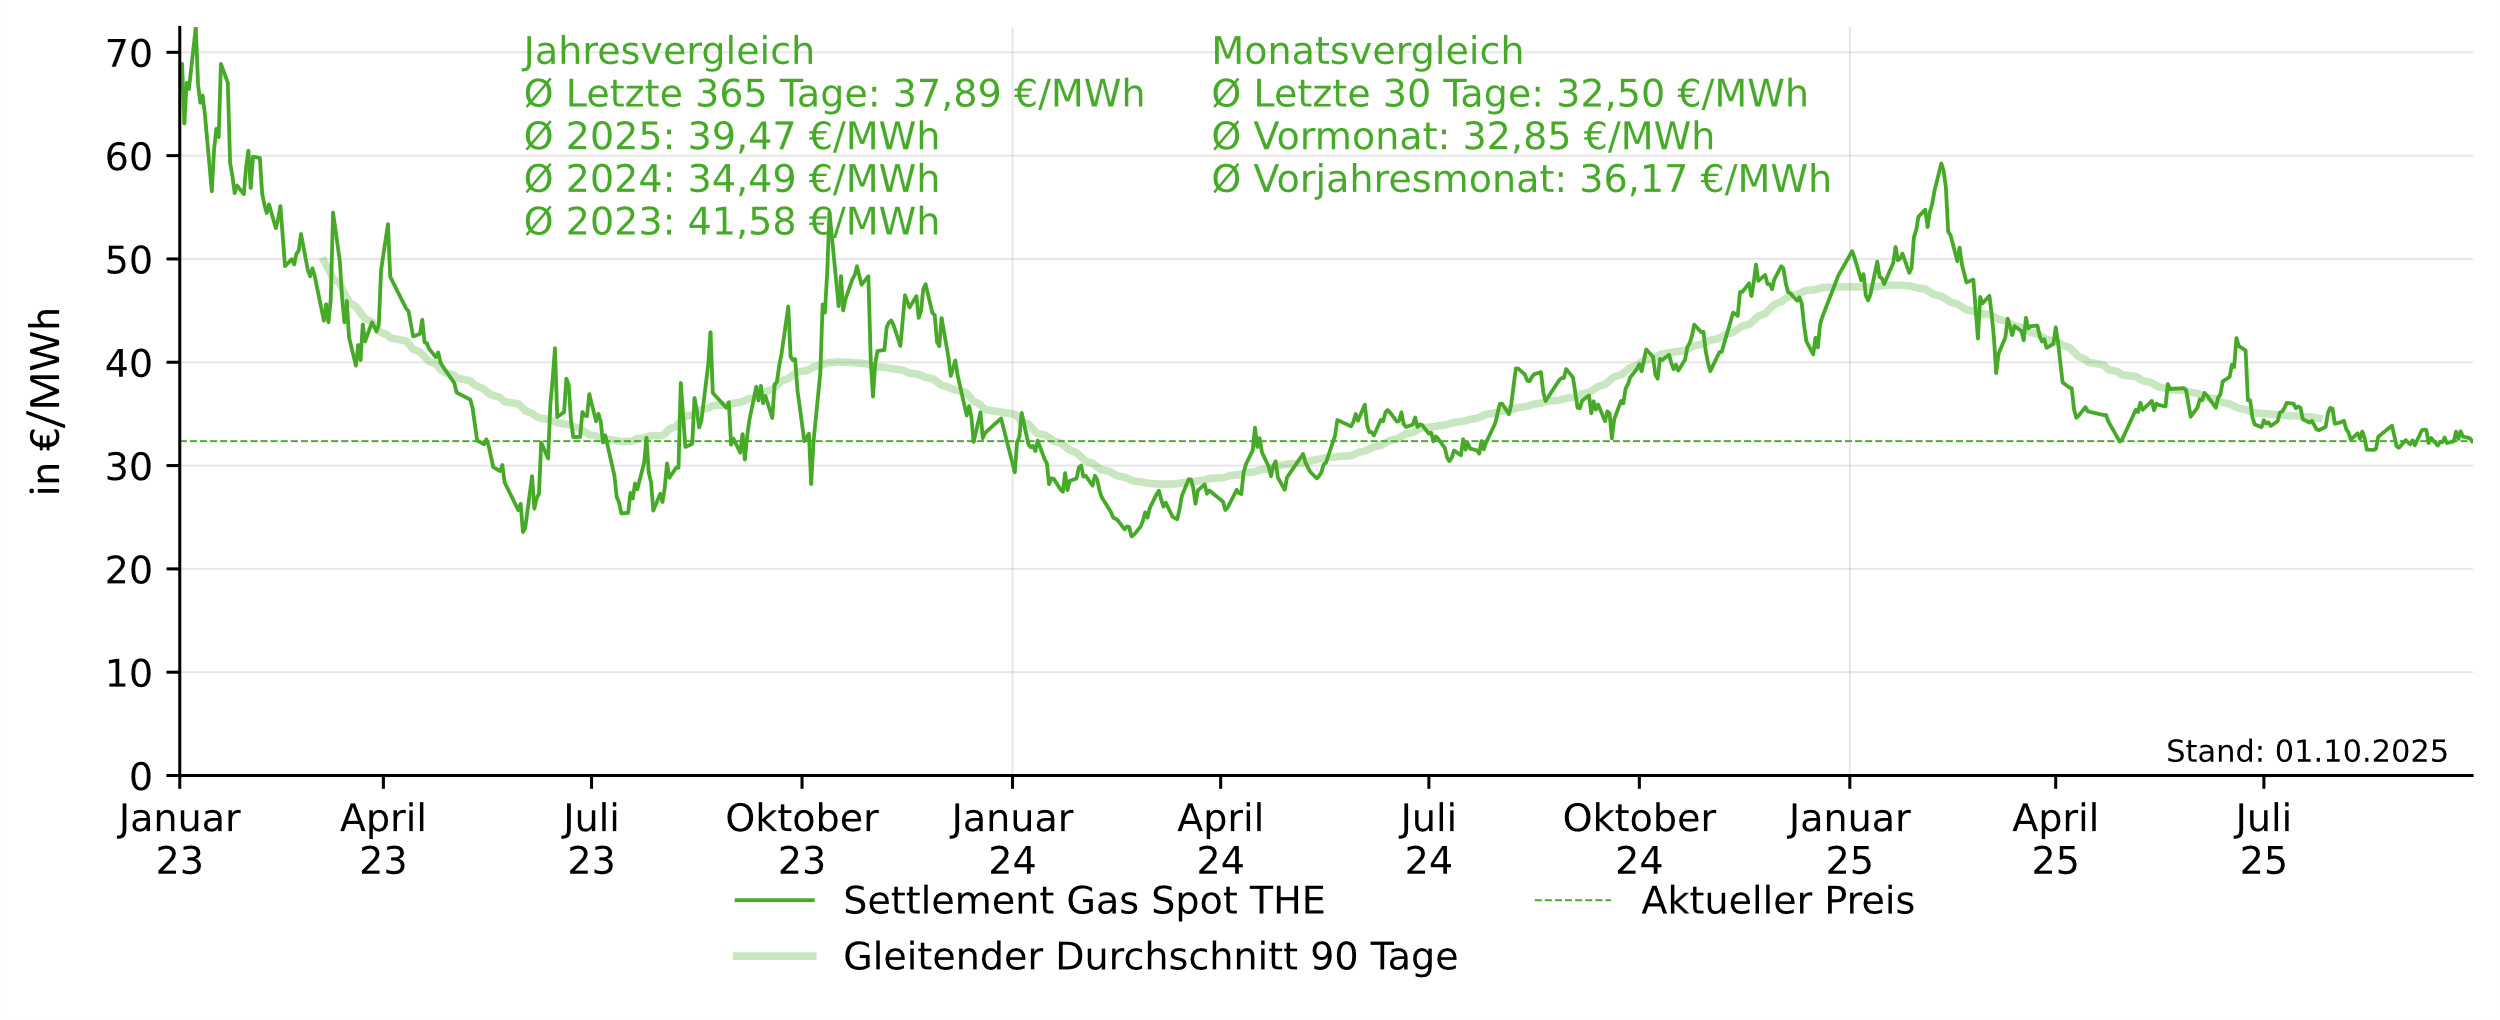 Jahresvergleich
Ø Letzte 365 Tage: 37,89 €/MWh
Ø 2025: 39,47 €/MWh
Ø 2024: 34,49 €/MWh
Ø 2023: 41,58 €/MWh
Monatsvergleich
Ø Letzte 30 Tage: 32,50 €/MWh
Ø Vormonat: 32,85 €/MWh
Ø Vorjahresmonat: 36,17 €/MWh
in €/MWh
70
60
50
40
30
20
10
0
Stand: 01.10.2025
Januar 23
April 23
Juli 23
Oktober 23
Januar 24
April 24
Juli 24
Oktober 24
Januar 25
April 25
Juli 25
Settlement Gas Spot THE
Gleitender Durchschnitt 90 Tage
Aktueller Preis